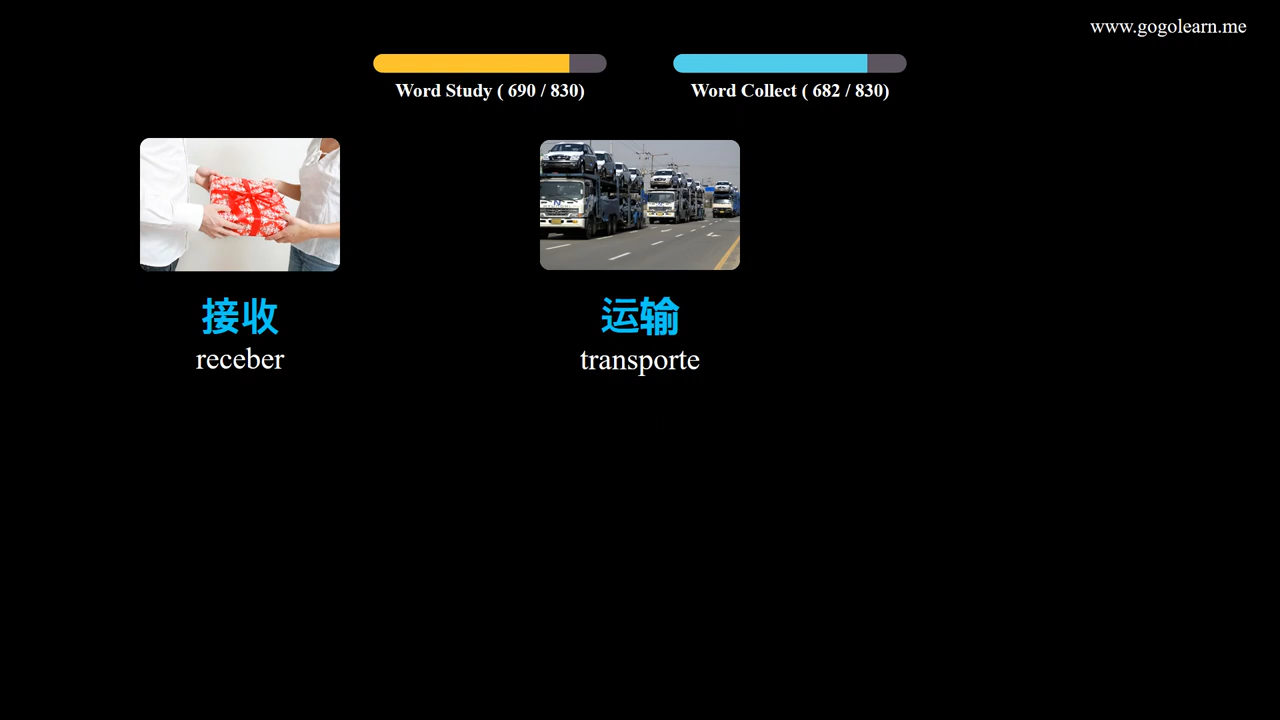 www.gogolearn.me
Word Study ( 690 / 830)
Word Collect ( 682 / 830)
接收
receber
运输
transporte